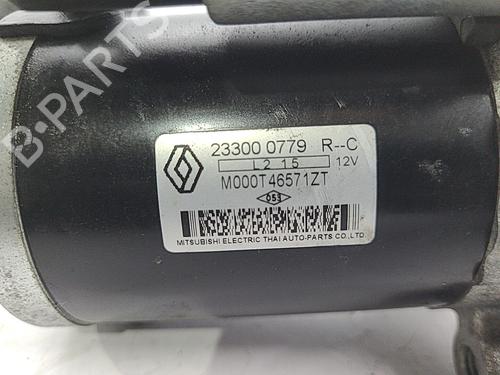 B-PARTS
23300 0779 R--C
L2 15 12V
M000T46571ZT
053
MITSUBISHI ELECTRIC THAI AUTO-PARTS CO.,LTD